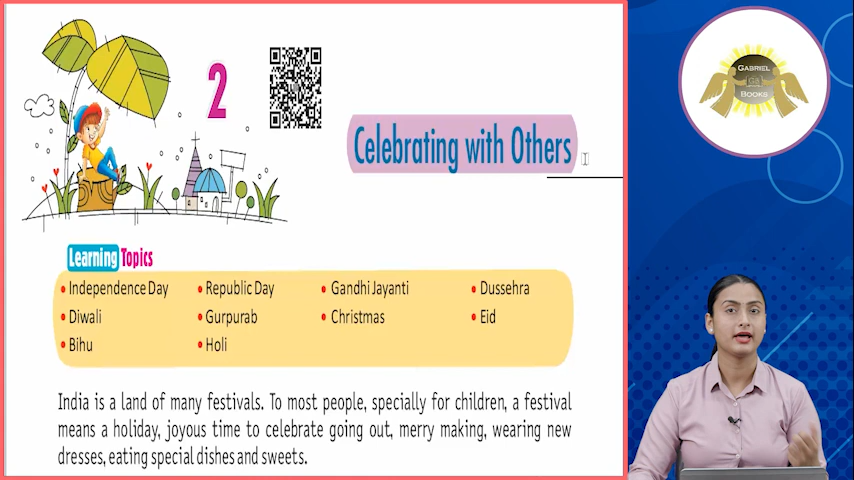 2
Celebrating with Others
Learning Topics
• Independence Day • Republic Day • Gandhi Jayanti • Dussehra
• Diwali • Gurpurab • Christmas • Eid
• Bihu • Holi
India is a land of many festivals. To most people, specially for children, a festival
means a holiday, joyous time to celebrate going out, merry making, wearing new
dresses, eating special dishes and sweets.
GABRIEL
GB
BOOKS